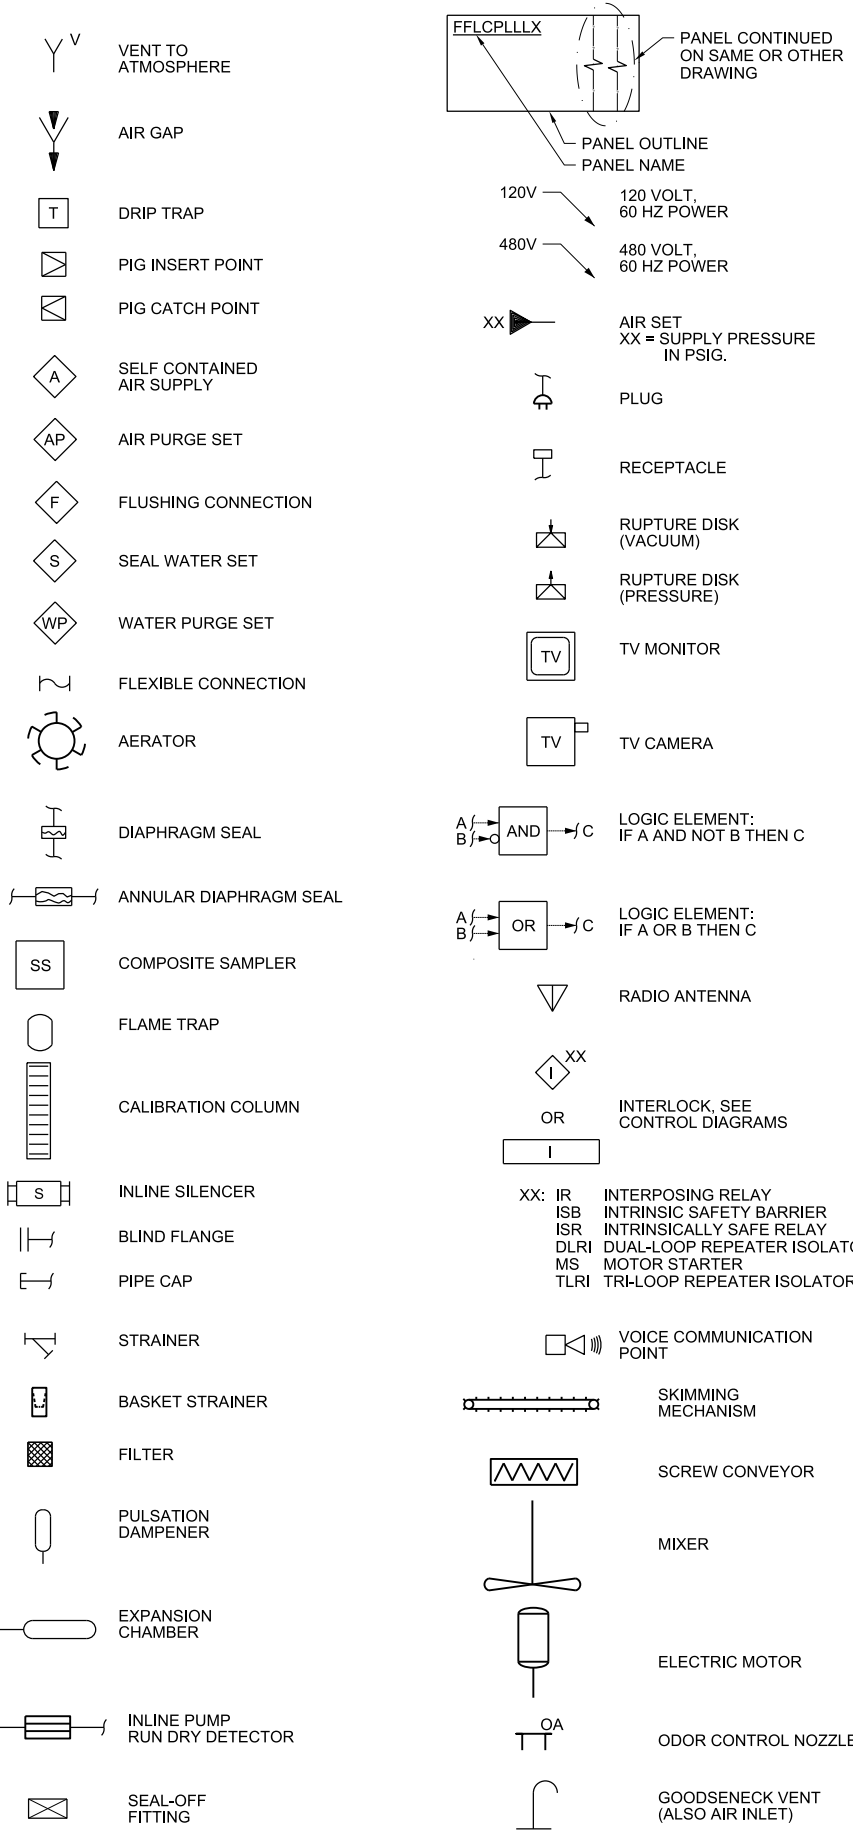 V
VENT TO
ATMOSPHERE
AIR GAP
T
DRIP TRAP
PIG INSERT POINT
PIG CATCH POINT
A
SELF CONTAINED
AIR SUPPLY
AP
AIR PURGE SET
F
FLUSHING CONNECTION
S
SEAL WATER SET
WP
WATER PURGE SET
FLEXIBLE CONNECTION
AERATOR
DIAPHRAGM SEAL
ANNULAR DIAPHRAGM SEAL
SS
COMPOSITE SAMPLER
FLAME TRAP
CALIBRATION COLUMN
S
INLINE SILENCER
BLIND FLANGE
PIPE CAP
STRAINER
BASKET STRAINER
FILTER
PULSATION
DAMPENER
EXPANSION
CHAMBER
INLINE PUMP
RUN DRY DETECTOR
SEAL-OFF
FITTING
FFLCPLLLX
PANEL CONTINUED
ON SAME OR OTHER
DRAWING
PANEL OUTLINE
PANEL NAME
120V
120 VOLT,
60 HZ POWER
480V
480 VOLT,
60 HZ POWER
XX
AIR SET
XX = SUPPLY PRESSURE
IN PSIG.
PLUG
RECEPTACLE
RUPTURE DISK
(VACUUM)
RUPTURE DISK
(PRESSURE)
TV
TV MONITOR
TV
TV CAMERA
A
B
AND
C
LOGIC ELEMENT:
IF A AND NOT B THEN C
A
B
OR
C
LOGIC ELEMENT:
IF A OR B THEN C
RADIO ANTENNA
XX
I
OR
I
INTERLOCK, SEE
CONTROL DIAGRAMS
XX: IR INTERPOSING RELAY
ISB INTRINSIC SAFETY BARRIER
ISR INTRINSICALLY SAFE RELAY
DLRI DUAL-LOOP REPEATER ISOLATO
MS MOTOR STARTER
TLRI TRI-LOOP REPEATER ISOLATOR
VOICE COMMUNICATION
POINT
SKIMMING
MECHANISM
SCREW CONVEYOR
MIXER
ELECTRIC MOTOR
OA
ODOR CONTROL NOZZLE
GOODSENECK VENT
(ALSO AIR INLET)